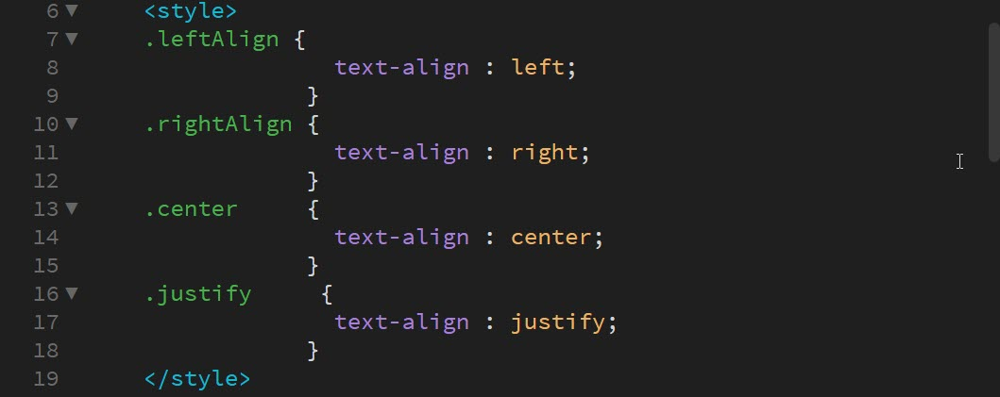 6 <style>
7 .leftAlign {
8 text-align : left;
9 }
10 .rightAlign {
11 text-align : right;
12 }
13 .center {
14 text-align : center;
15 }
16 .justify {
17 text-align : justify;
18 }
19 </style>